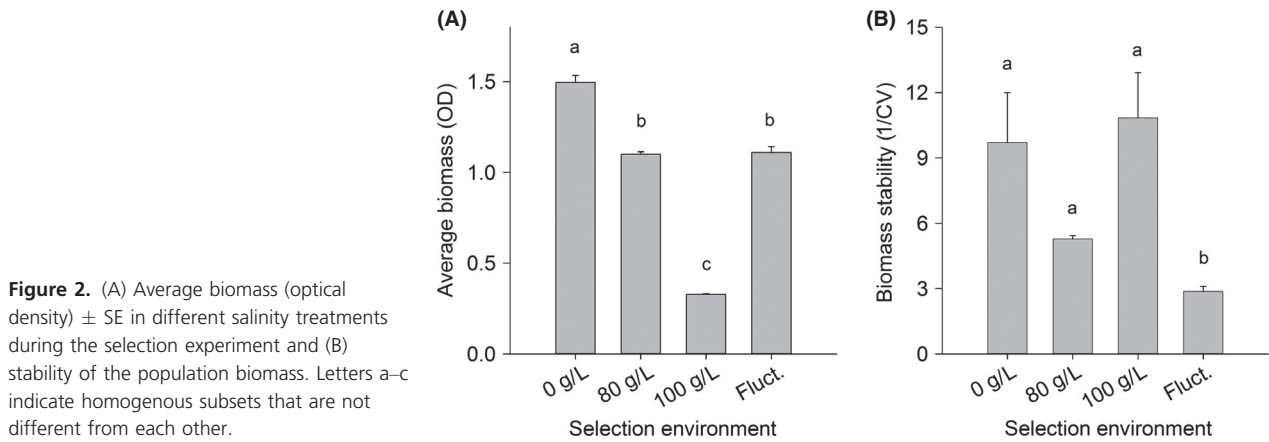 (A)
Average biomass (OD)
1.5
1.0
0.5
0.0
a
b
c
b
0 g/L
80 g/L
100 g/L
Fluct.
Selection environment
(B)
Biomass stability (1/CV)
15
12
9
6
3
0
a
a
a
b
0 g/L
80 g/L
100 g/L
Fluct.
Selection environment
Figure 2. (A) Average biomass (optical
density) ± SE in different salinity treatments
during the selection experiment and (B)
stability of the population biomass. Letters a–c
indicate homogenous subsets that are not
different from each other.